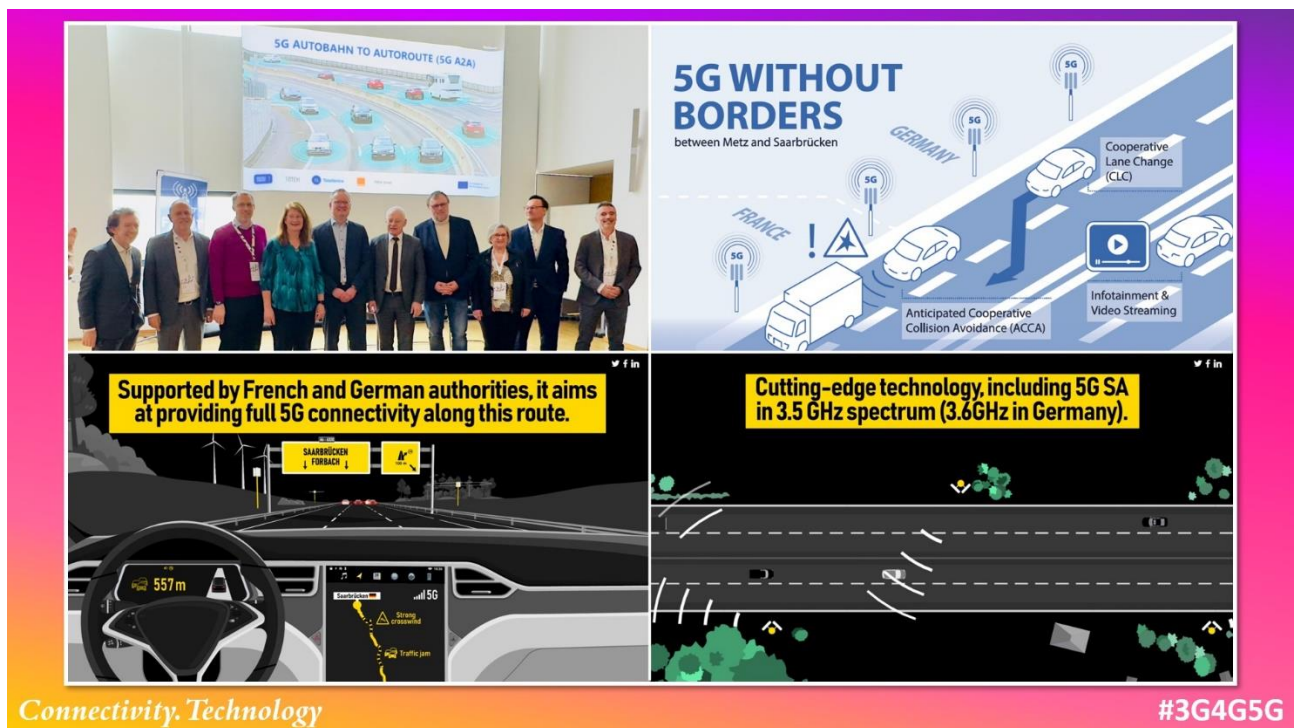 5G AUTOBAHN TO AUTOROUTE (5G A2A)
5G WITHOUT
BORDERS
between Metz and Saarbrücken
5G
5G
5G
5G
GERMANY
FRANCE
!
Cooperative
Lane Change
(CLC)
Anticipated Cooperative
Collision Avoidance (ACCA)
Infotainment &
Video Streaming
Supported by French and German authorities, it aims
at providing full 5G connectivity along this route.
SAARBRÜCKEN
FORBACH
557 m
Saarbrücken
5G
Strong
crosswind
Traffic jam
Cutting-edge technology, including 5G SA
in 3.5 GHz spectrum (3.6GHz in Germany).
Connectivity.Technology
#3G4G5G